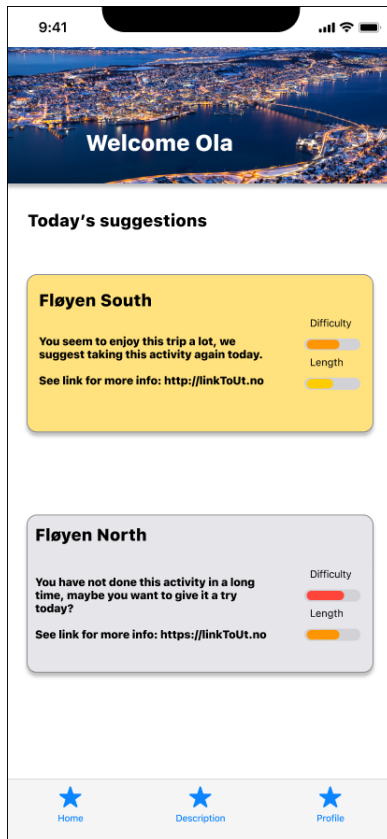 9:41
Welcome Ola
Today's suggestions
Fløyen South
Difficulty
You seem to enjoy this trip a lot, we
suggest taking this activity again today.
Length
See link for more info: http://linkToUt.no
Fløyen North
Difficulty
You have not done this activity in a long
time, maybe you want to give it a try
today?
Length
See link for more info: https://linkToUt.no
Home
Description
Profile